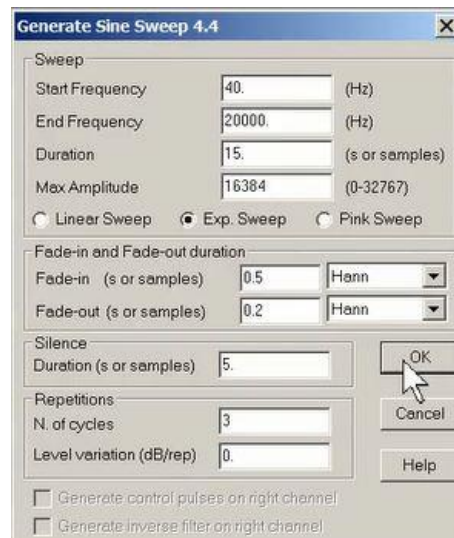 Generate Sine Sweep 4.4
Sweep
Start Frequency 40. (Hz)
End Frequency 20000. (Hz)
Duration 15. (s or samples)
Max Amplitude 16384 (0-32767)
Linear Sweep Exp. Sweep Pink Sweep
Fade-in and Fade-out duration
Fade-in (s or samples) 0.5 Hann
Fade-out (s or samples) 0.2 Hann
Silence
Duration (s or samples) 5. OK
Repetitions
N. of cycles 3 Cancel
Level variation (dB/rep) 0. Help
Generate control pulses on right channel
Generate inverse filter on right channel